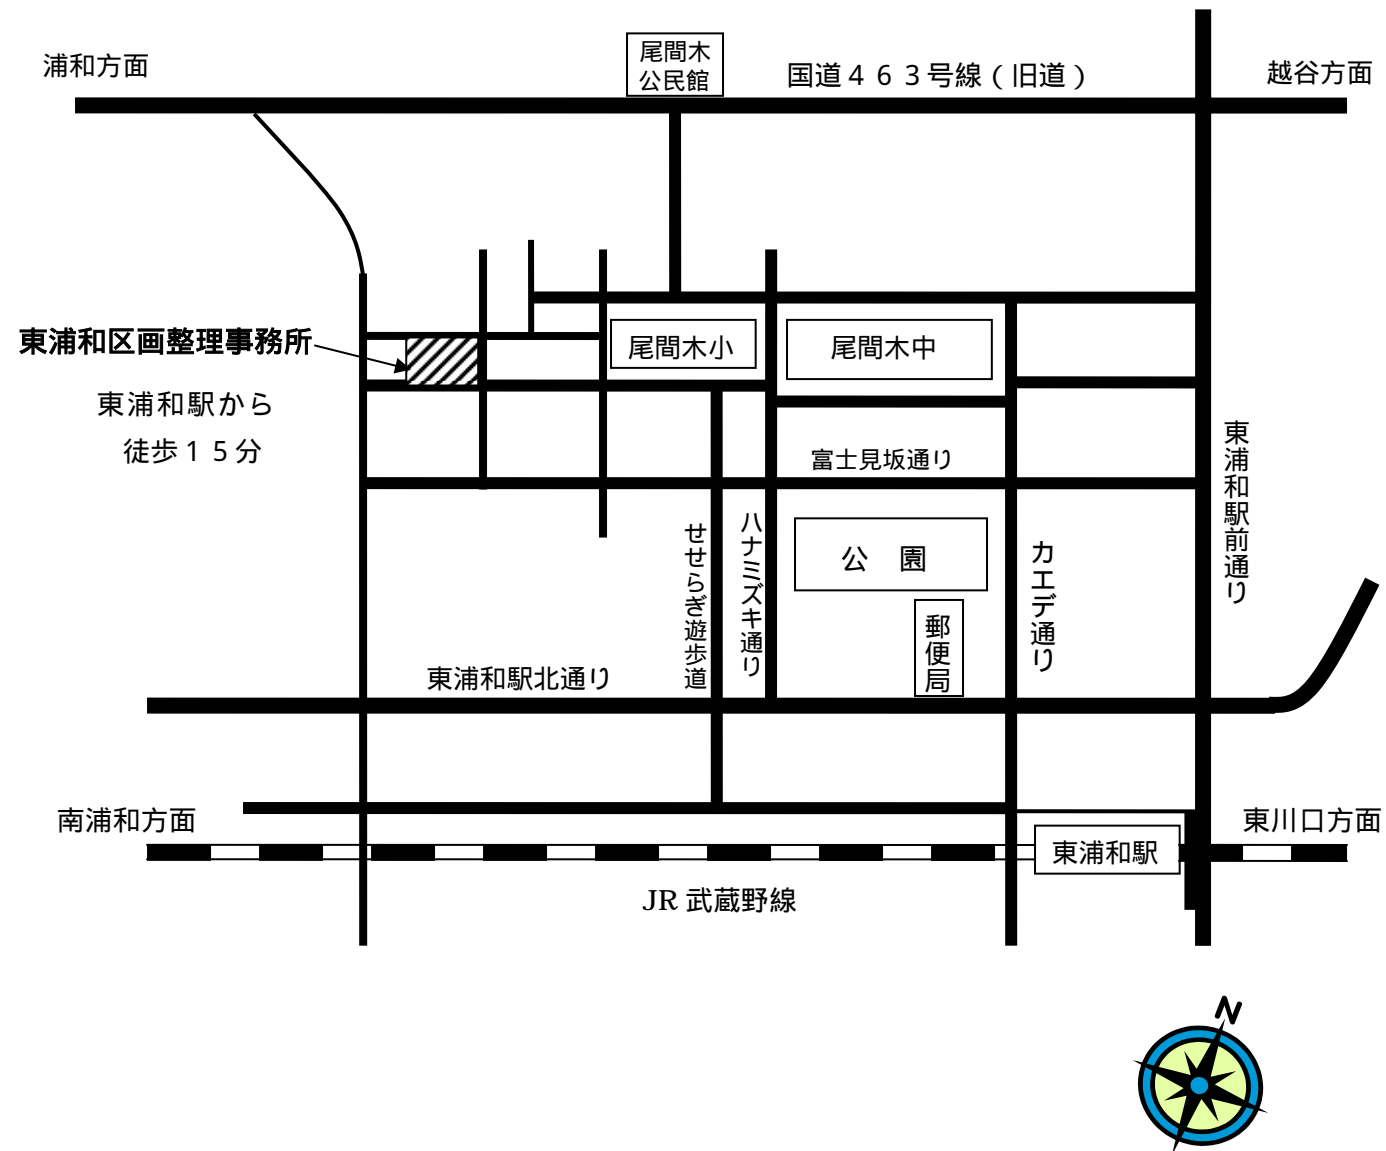 浦和方面
尾間木
公民館
国道４６３号線（旧道）
越谷方面
東浦和区画整理事務所
東浦和駅から
徒歩１５分
尾間木小
尾間木中
富士見坂通り
東浦和駅前通り
せせらぎ遊歩道
ハナミズキ通り
公　園
カエデ通り
郵便局
東浦和駅北通り
南浦和方面
東川口方面
東浦和駅
JR 武蔵野線
N